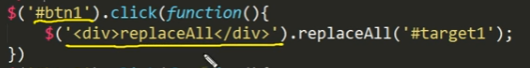 $('#btn1').click(function(){
    $('<div>replaceAll</div>').replaceAll('#target1');
})